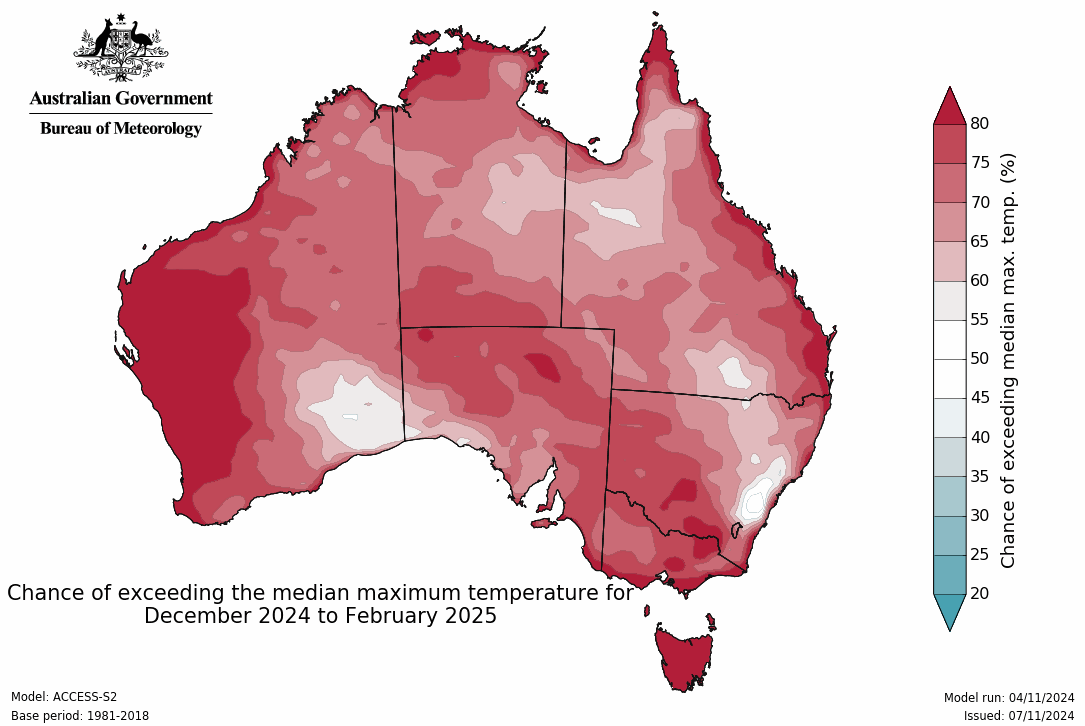 Australian Government
Bureau of Meteorology
80
75
70
65
60
55
50
45
40
35
30
25
20
Chance of exceeding median max. temp. (%)
Chance of exceeding the median maximum temperature for
December 2024 to February 2025
Model: ACCESS-S2
Base period: 1981-2018
Model run: 04/11/2024
Issued: 07/11/2024